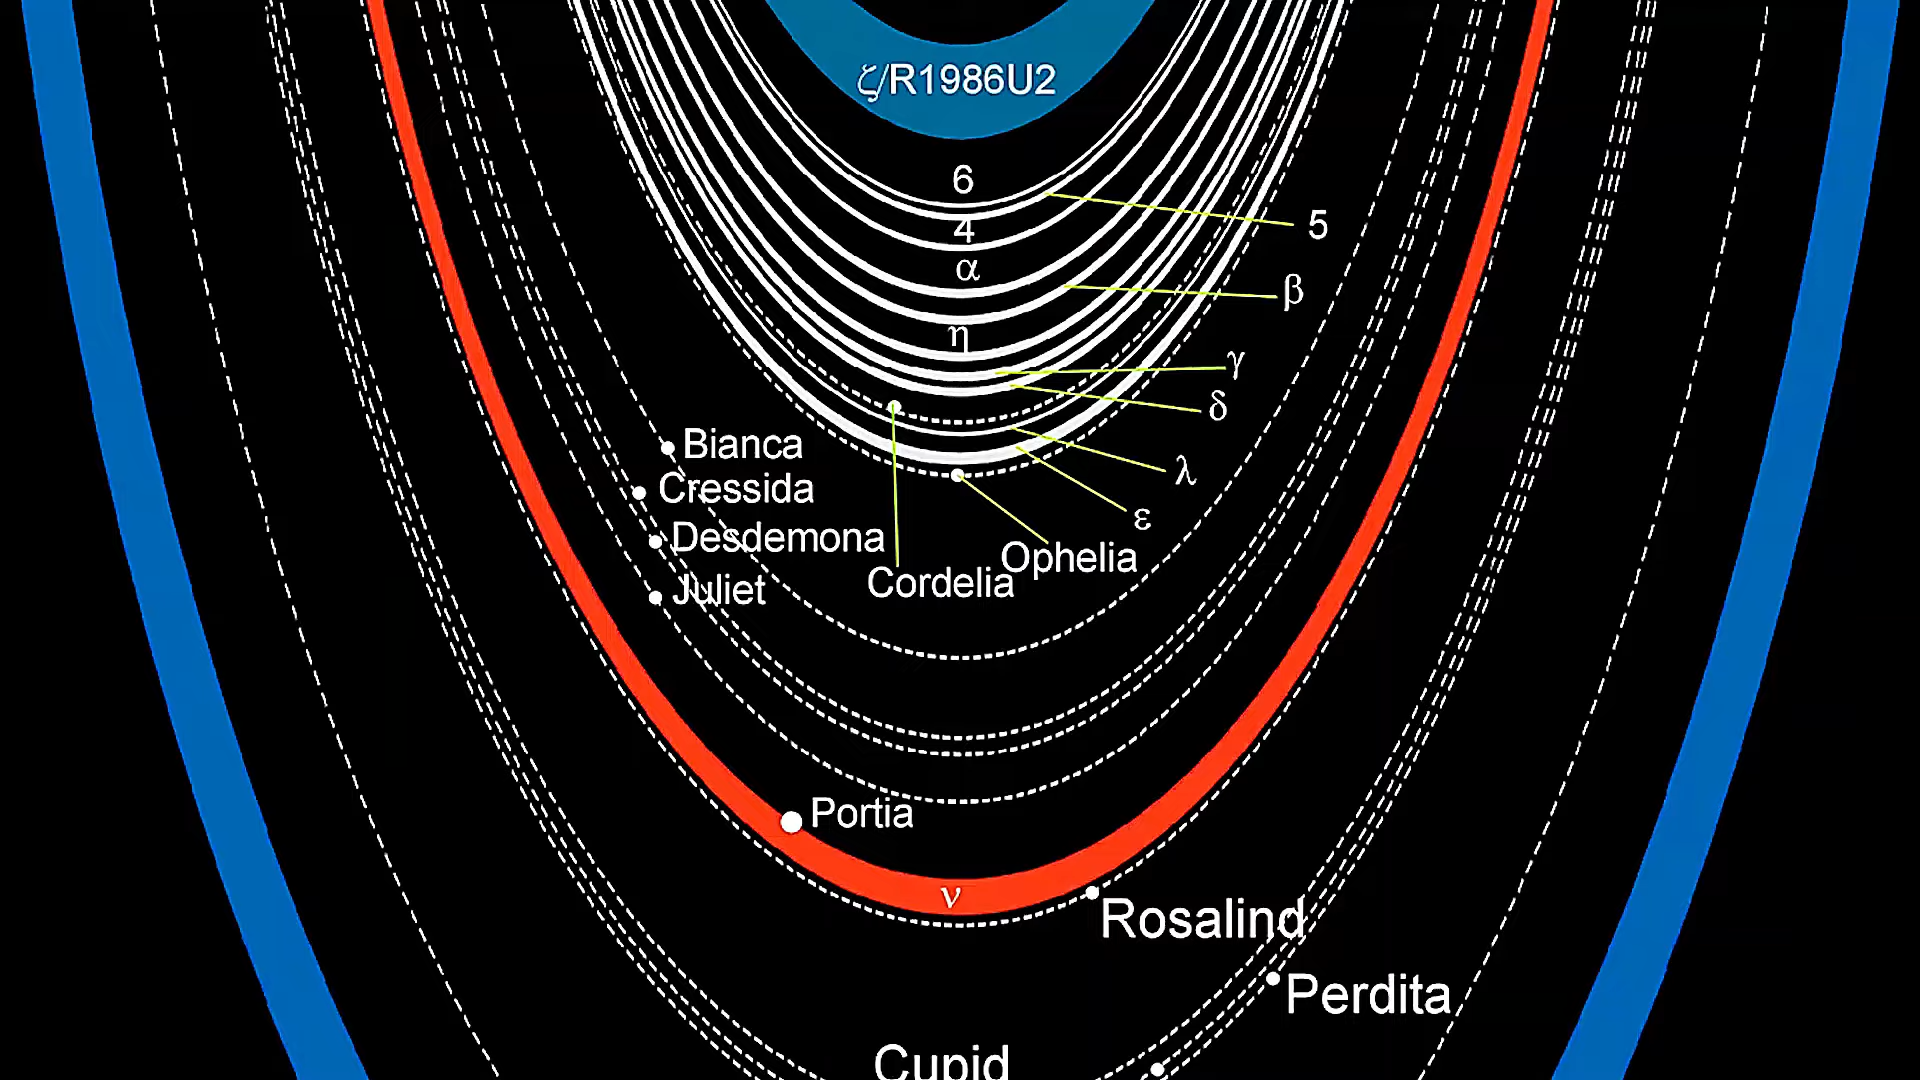 ζ/R1986U2
6
5
4
α
β
η
γ
δ
Bianca
λ
Cressida
ε
Desdemona
Ophelia
Cordelia
Juliet
Portia
ν
Rosalind
Perdita
Cupid